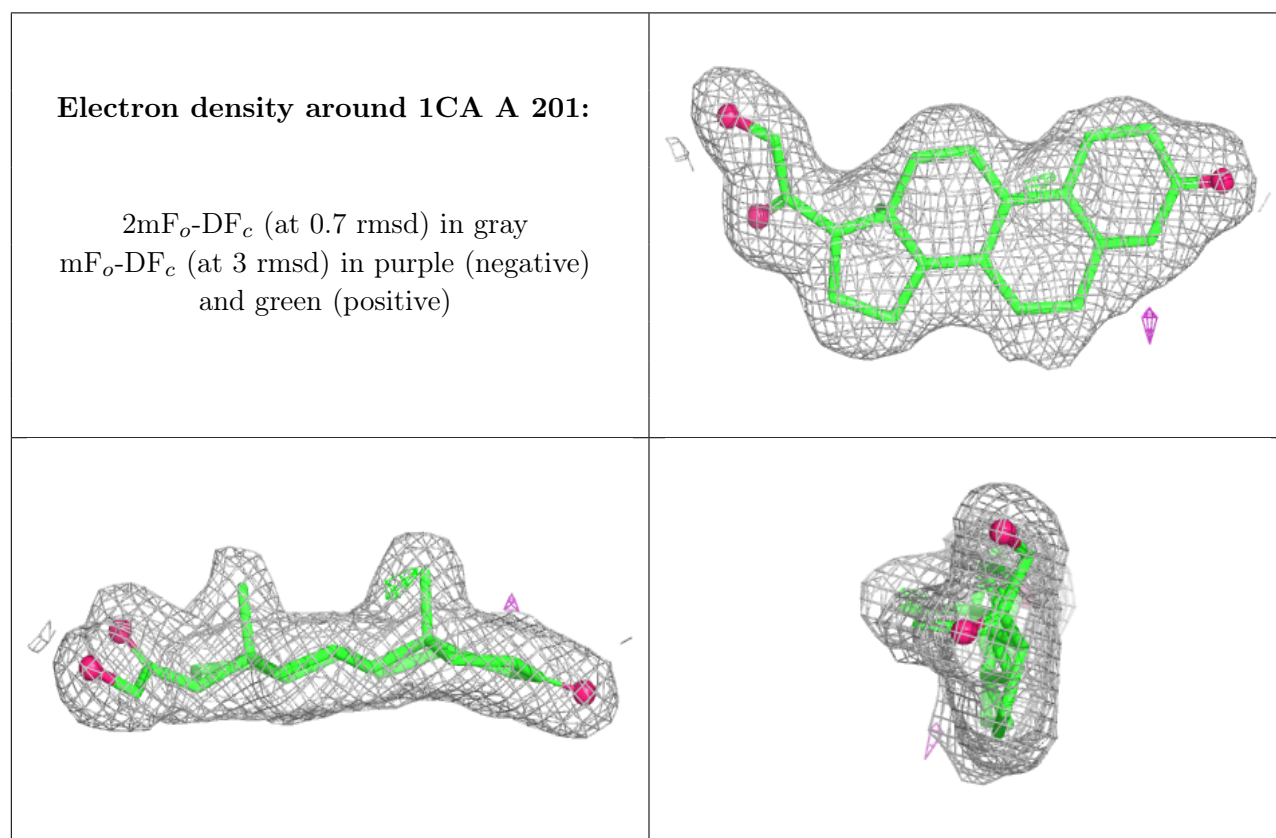 Electron density around 1CA A 201:
2mFₒ-DF𝒸 (at 0.7 rmsd) in gray
mFₒ-DF𝒸 (at 3 rmsd) in purple (negative)
and green (positive)